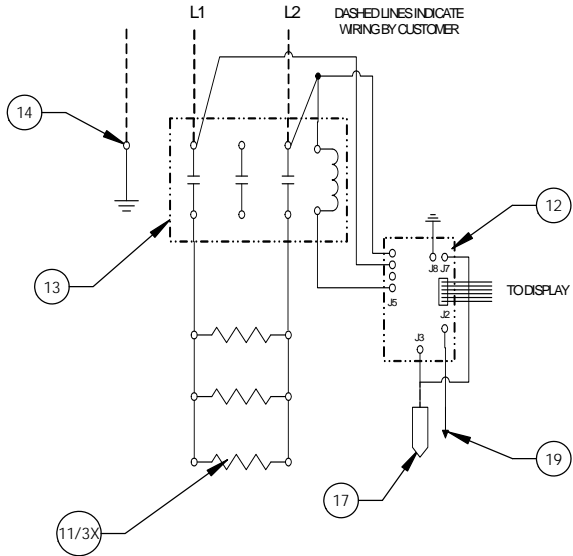 L1
L2
DASHED LINES INDICATE
WIRING BY CUSTOMER
14
12
13
J8
J7
J5
TO DISPLAY
J2
J3
17
19
11/3X